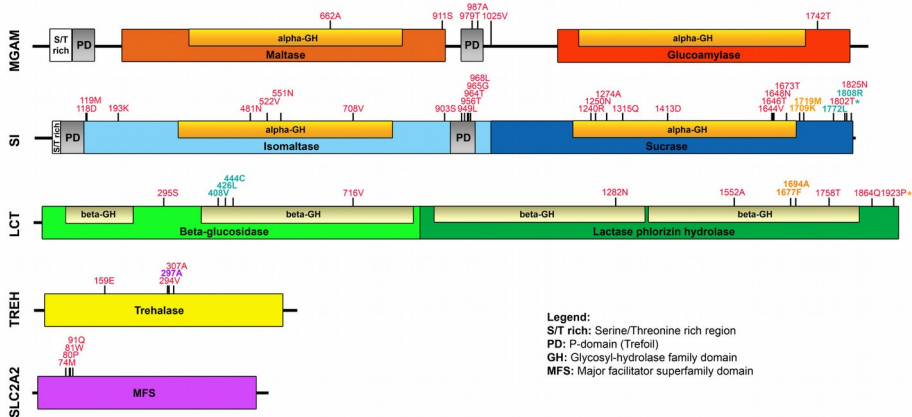 987A
662A 911S 979T 1025V 1742T
MGAM
S/T rich
PD
alpha-GH
Maltase
PD
alpha-GH
Glucoamylase
968L
965G
551N 964T 1274A 1673T 1825N
119M 522V 956T 1250N 1648N 1719M 1808R
118D 193K 481N 708V 903S 949L 1240R 1315Q 1413D 1646T 1709K 1802T*
1644V 1772L
SI
S/T rich
PD
alpha-GH
Isomaltase
PD
alpha-GH
Sucrase
444C
426L 1694A
295S 408V 716V 1282N 1552A 1677F 1758T 1864Q 1923P*
LCT
beta-GH
beta-GH
Beta-glucosidase
beta-GH
beta-GH
Lactase phlorizin hydrolase
307A
297A
159E 294V
TREH
Trehalase
91Q
81W
80P
74M
SLC2A2
MFS
Legend:
S/T rich: Serine/Threonine rich region
PD: P-domain (Trefoil)
GH: Glycosyl-hydrolase family domain
MFS: Major facilitator superfamily domain